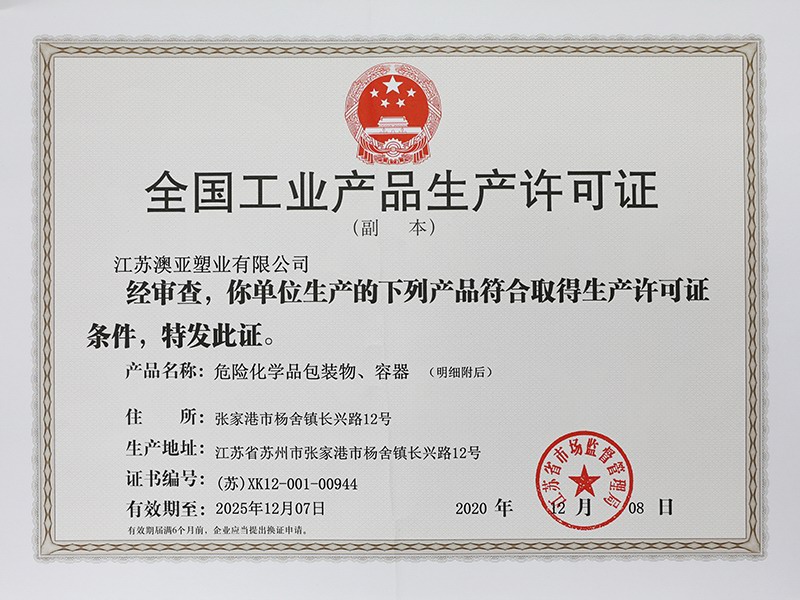 全国工业产品生产许可证
（副 本）
江苏澳亚塑业有限公司
经审查，你单位生产的下列产品符合取得生产许可证
条件，特发此证。
产品名称：危险化学品包装物、容器 （明细附后）
住 所：张家港市杨舍镇长兴路12号
生产地址：江苏省苏州市张家港市杨舍镇长兴路12号
证书编号：(苏)XK12-001-00944
有效期至：2025年12月07日
2020 年 12 月 08 日
江苏省市场监督管理局
有效期届满6个月前，企业应当提出换证申请。